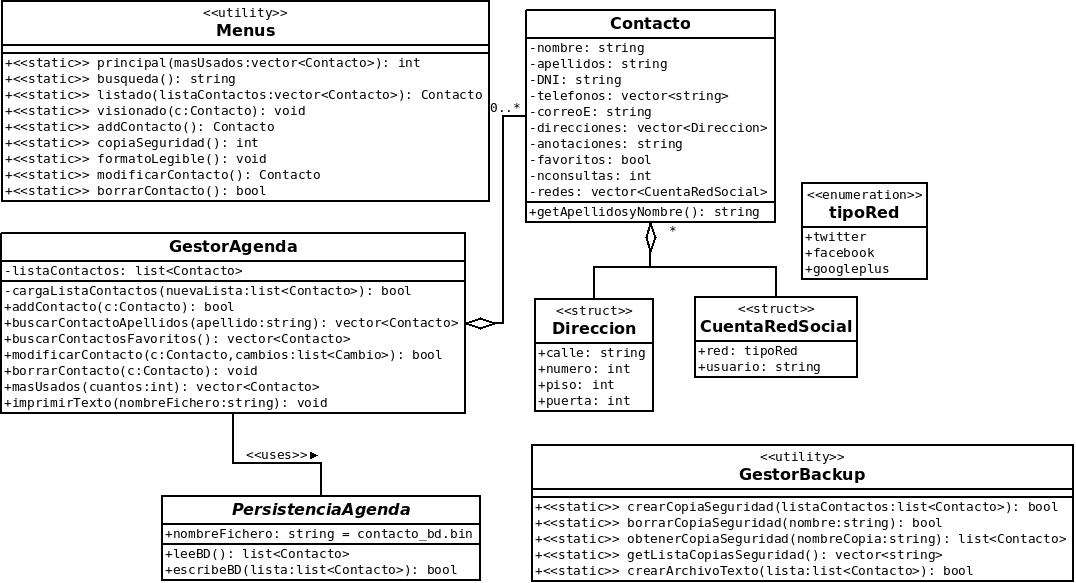 <<utility>>
Menus
+<<static>> principal(masUsados:vector<Contacto>): int
+<<static>> busqueda(): string
+<<static>> listado(listaContactos:vector<Contacto>): Contacto
+<<static>> visionado(c:Contacto): void
+<<static>> addContacto(): Contacto
+<<static>> copiaSeguridad(): int
+<<static>> formatoLegible(): void
+<<static>> modificarContacto(): Contacto
+<<static>> borrarContacto(): bool
0..*
Contacto
-nombre: string
-apellidos: string
-DNI: string
-telefonos: vector<string>
-correoE: string
-direcciones: vector<Direccion>
-anotaciones: string
-favoritos: bool
-nconsultas: int
-redes: vector<CuentaRedSocial>
+getApellidosyNombre(): string
*
<<enumeration>>
tipoRed
+twitter
+facebook
+googleplus
GestorAgenda
-listaContactos: list<Contacto>
-cargaListaContactos(nuevaLista:list<Contacto>): bool
+addContacto(c:Contacto): bool
+buscarContactoApellidos(apellido:string): vector<Contacto>
+buscarContactosFavoritos(): vector<Contacto>
+modificarContacto(c:Contacto,cambios:list<Cambio>): bool
+borrarContacto(c:Contacto): void
+masUsados(cuantos:int): vector<Contacto>
+imprimirTexto(nombreFichero:string): void
<<struct>>
Direccion
+calle: string
+numero: int
+piso: int
+puerta: int
<<struct>>
CuentaRedSocial
+red: tipoRed
+usuario: string
<<uses>>
PersistenciaAgenda
+nombreFichero: string = contacto_bd.bin
+leeBD(): list<Contacto>
+escribeBD(lista:list<Contacto>): bool
<<utility>>
GestorBackup
+<<static>> crearCopiaSeguridad(listaContactos:list<Contacto>): bool
+<<static>> borrarCopiaSeguridad(nombre:string): bool
+<<static>> obtenerCopiaSeguridad(nombreCopia:string): list<Contacto>
+<<static>> getListaCopiasSeguridad(): vector<string>
+<<static>> crearArchivoTexto(lista:list<Contacto>): bool